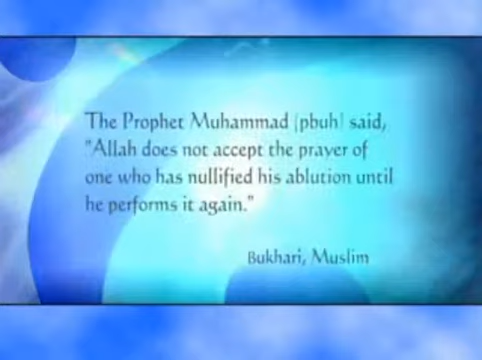 The Prophet Muhammad [pbuh] said,
"Allah does not accept the prayer of
one who has nullified his ablution until
he performs it again."
Bukhari, Muslim